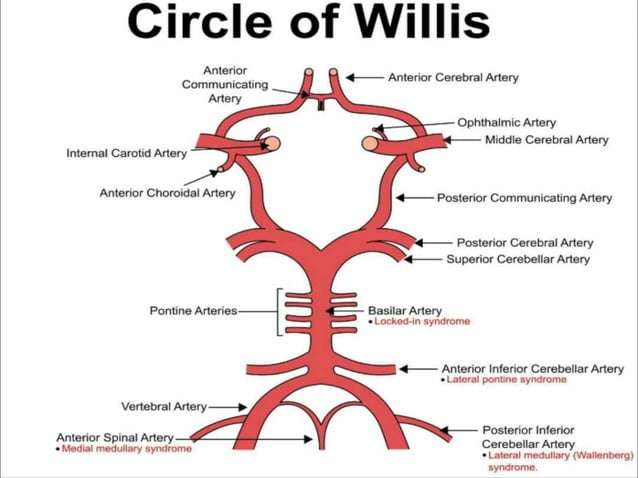 Circle of Willis
Anterior
Communicating
Artery
Anterior Cerebral Artery
Ophthalmic Artery
Middle Cerebral Artery
Internal Carotid Artery
Anterior Choroidal Artery
Posterior Communicating Artery
Posterior Cerebral Artery
Superior Cerebellar Artery
Pontine Arteries
Basilar Artery
• Locked-in syndrome
Anterior Inferior Cerebellar Artery
• Lateral pontine syndrome
Vertebral Artery
Anterior Spinal Artery
• Medial medullary syndrome
Posterior Inferior
Cerebellar Artery
• Lateral medullary (Wallenberg)
syndrome.